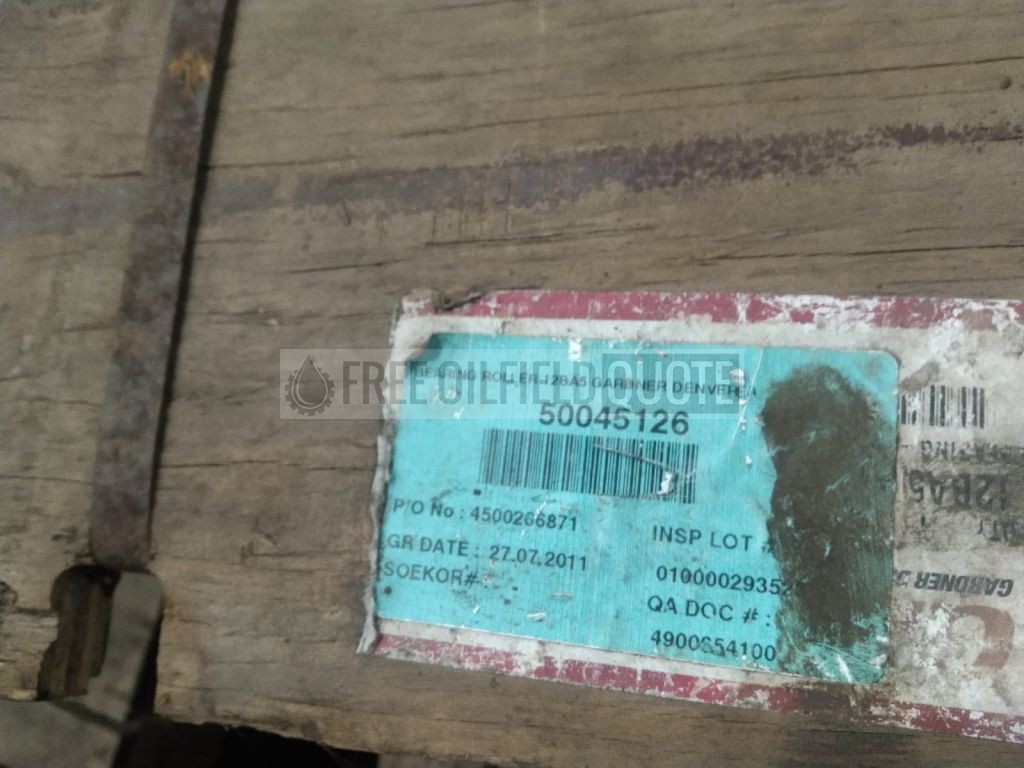 FREE OILFIELD QUOTE
BEARING ROLLER 12BA5 GARDNER DENVER
50045126
P/O No : 4500266871
GR DATE : 27.07.2011
SOEKOR#
INSP LOT
01000029352
QA DOC # :
4900654100
12BA5
GARDNER